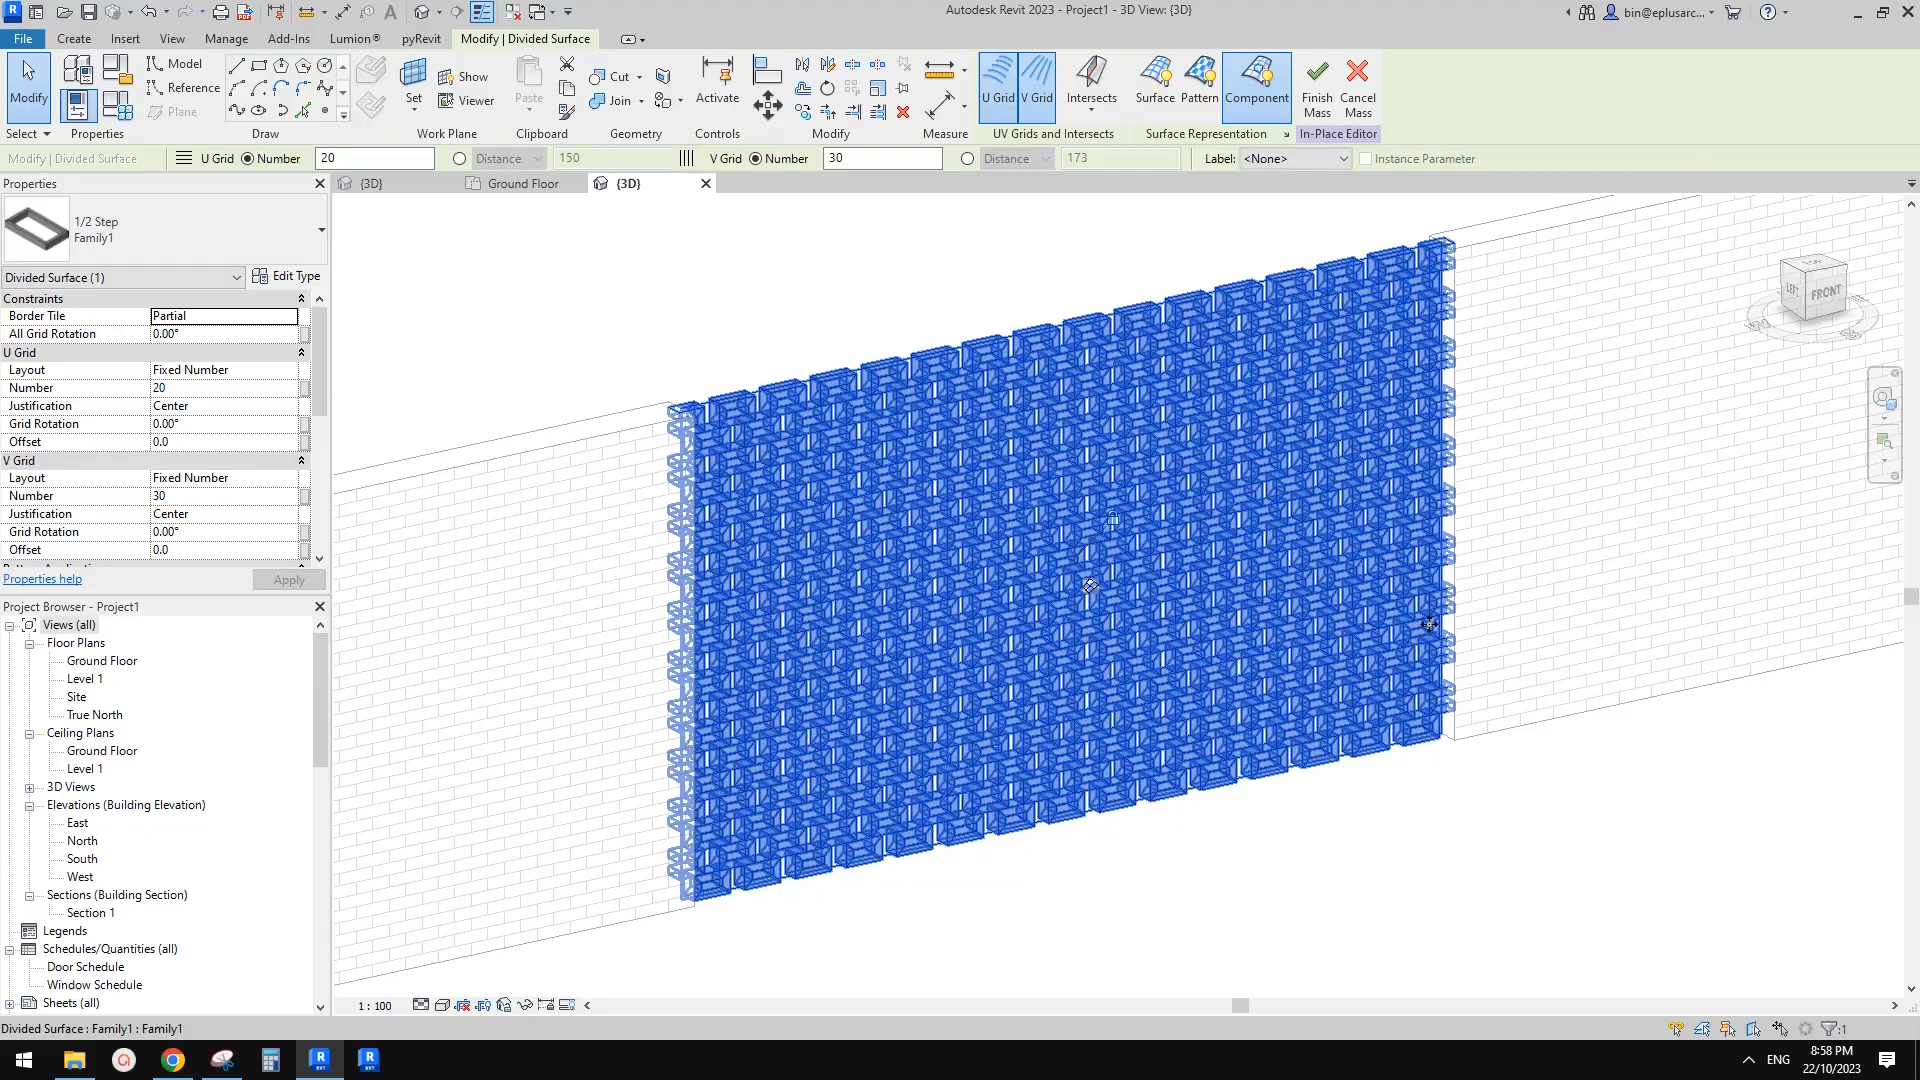 Autodesk Revit 2023 - Project1 - 3D View: {3D}
bin@eplusarc...
File Create Insert View Manage Add-Ins Lumion® pyRevit Modify | Divided Surface
Modify
Model
Reference
Plane
Set
Show
Viewer
Paste
Cut
Join
Activate
U Grid
V Grid
Intersects
Surface
Pattern
Component
Finish Mass
Cancel Mass
Select Properties Draw Work Plane Clipboard Geometry Controls Modify Measure UV Grids and Intersects Surface Representation In-Place Editor
Modify | Divided Surface U Grid Number 20 Distance 150 V Grid Number 30 Distance 173 Label: <None> Instance Parameter
Properties
{3D} Ground Floor {3D}
1/2 Step
Family1
Divided Surface (1) Edit Type
Constraints
Border Tile Partial
All Grid Rotation 0.00°
U Grid
Layout Fixed Number
Number 20
Justification Center
Grid Rotation 0.00°
Offset 0.0
V Grid
Layout Fixed Number
Number 30
Justification Center
Grid Rotation 0.00°
Offset 0.0
Properties help Apply
Project Browser - Project1
Views (all)
Floor Plans
Ground Floor
Level 1
Site
True North
Ceiling Plans
Ground Floor
Level 1
3D Views
Elevations (Building Elevation)
East
North
South
West
Sections (Building Section)
Section 1
Legends
Schedules/Quantities (all)
Door Schedule
Window Schedule
Sheets (all)
TOP
LEFT
FRONT
1 : 100
Divided Surface : Family1 : Family1
:1
ENG
8:58 PM
22/10/2023